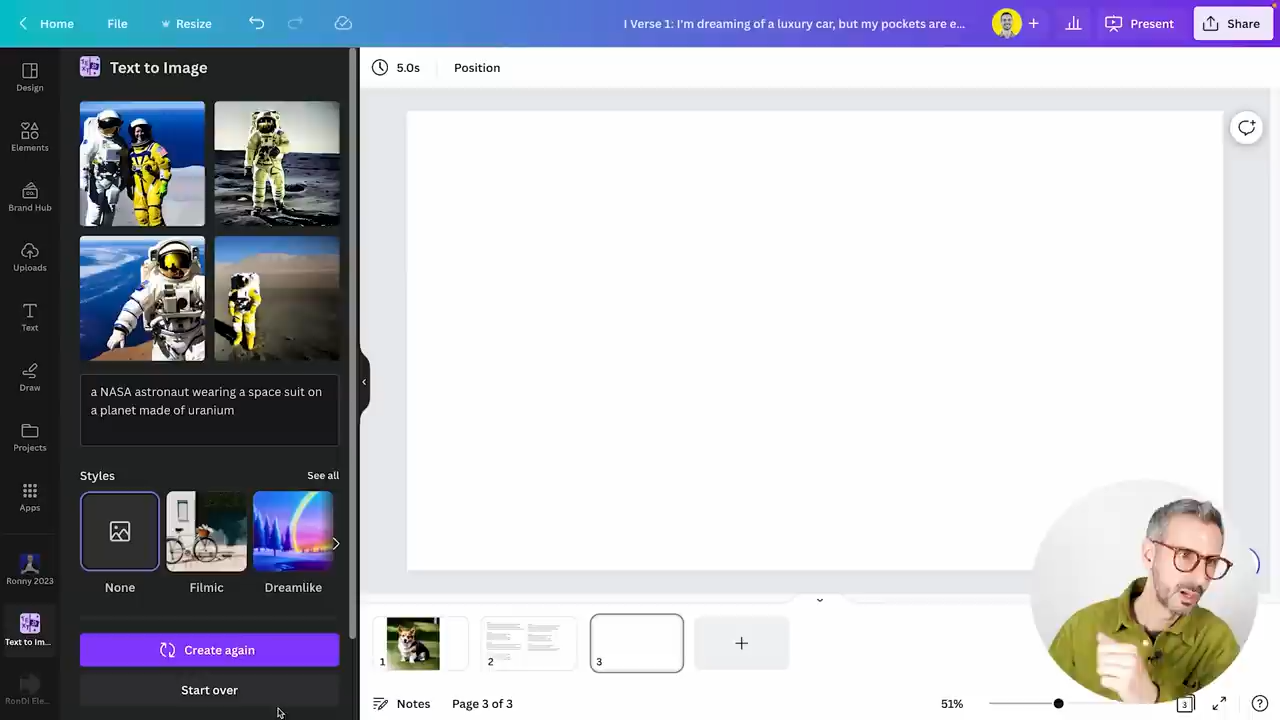 Home
File
Resize
I Verse 1: I'm dreaming of a luxury car, but my pockets are e...
Present
Share
Design
Elements
Brand Hub
Uploads
Text
Draw
Projects
Apps
Ronny 2023
Text to Im...
RonDi Ele...
Text to Image
a NASA astronaut wearing a space suit on
a planet made of uranium
Styles
See all
None
Filmic
Dreamlike
Create again
Start over
5.0s
Position
1
2
3
Notes
Page 3 of 3
51%
3